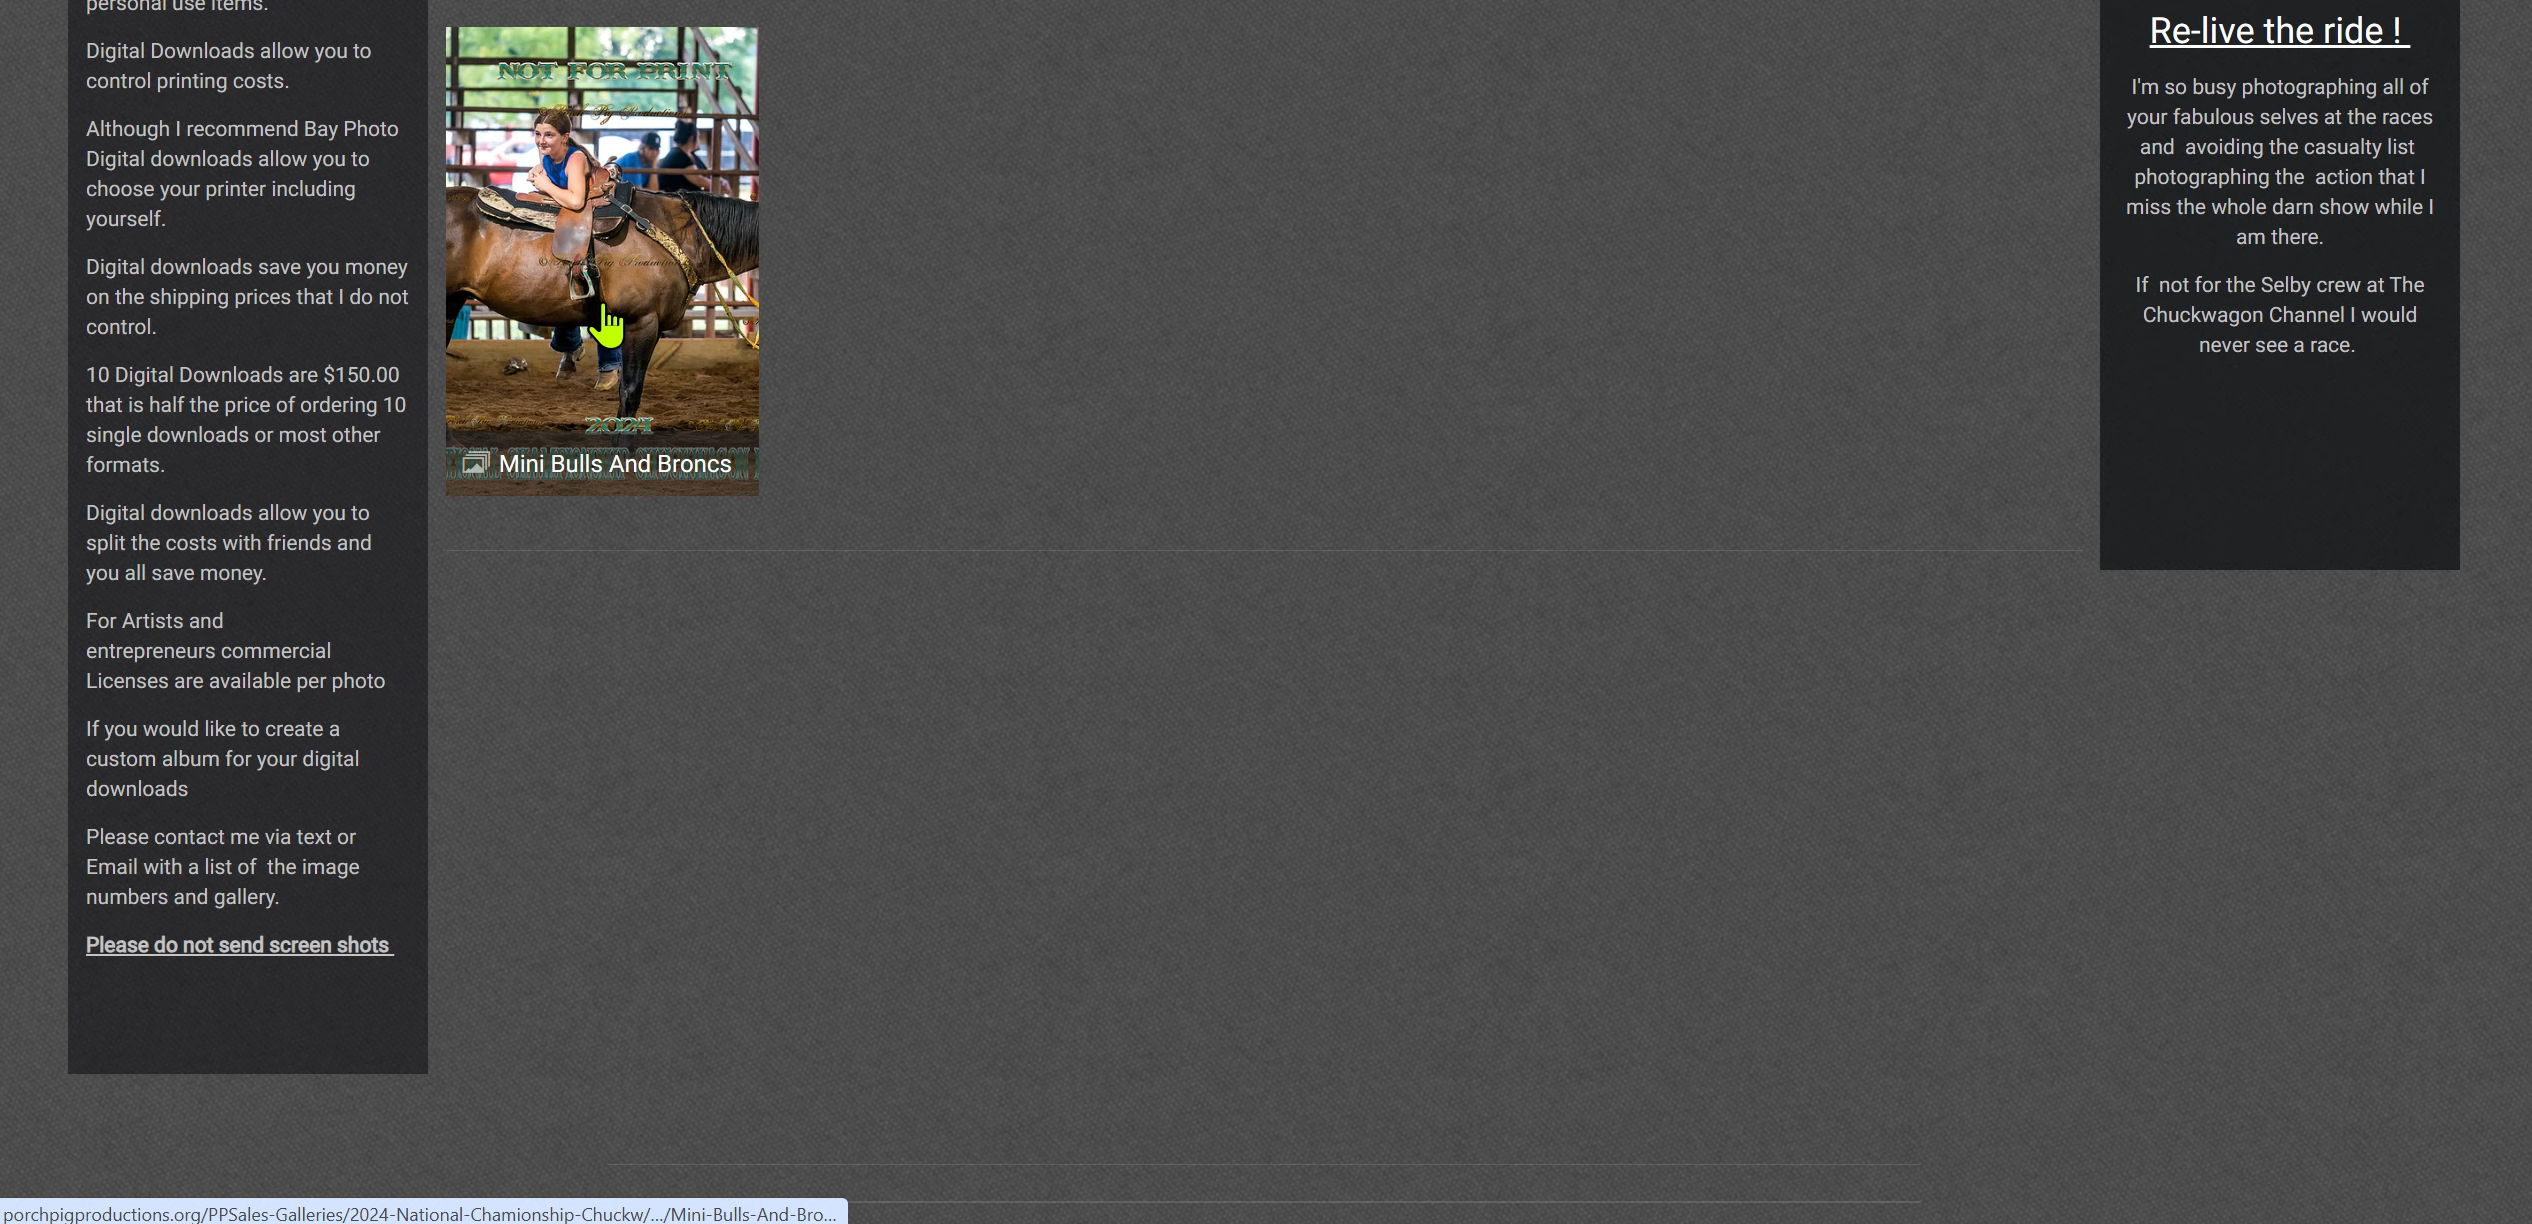 personal use items.
Digital Downloads allow you to
control printing costs.
Although I recommend Bay Photo
Digital downloads allow you to
choose your printer including
yourself.
Digital downloads save you money
on the shipping prices that I do not
control.
10 Digital Downloads are $150.00
that is half the price of ordering 10
single downloads or most other
formats.
Digital downloads allow you to
split the costs with friends and
you all save money.
For Artists and
entrepreneurs commercial
Licenses are available per photo
If you would like to create a
custom album for your digital
downloads
Please contact me via text or
Email with a list of  the image
numbers and gallery.
Please do not send screen shots
NOT FOR PRINT
2024
Mini Bulls And Broncs
Re-live the ride !
I'm so busy photographing all of
your fabulous selves at the races
and  avoiding the casualty list
photographing the  action that I
miss the whole darn show while I
am there.
If  not for the Selby crew at The
Chuckwagon Channel I would
never see a race.
porchpigproductions.org/PPSales-Galleries/2024-National-Chamionship-Chuckw/.../Mini-Bulls-And-Bro...